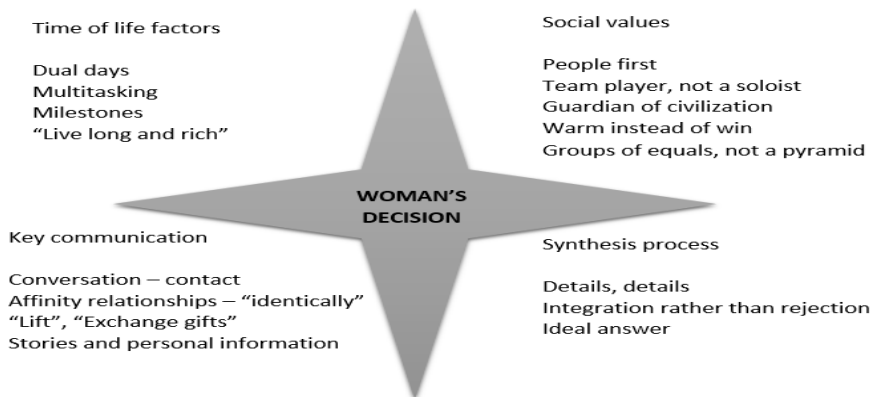 Time of life factors
Dual days
Multitasking
Milestones
“Live long and rich”
Social values
People first
Team player, not a soloist
Guardian of civilization
Warm instead of win
Groups of equals, not a pyramid
WOMAN’S
DECISION
Key communication
Conversation – contact
Affinity relationships – “identically”
“Lift”, “Exchange gifts”
Stories and personal information
Synthesis process
Details, details
Integration rather than rejection
Ideal answer